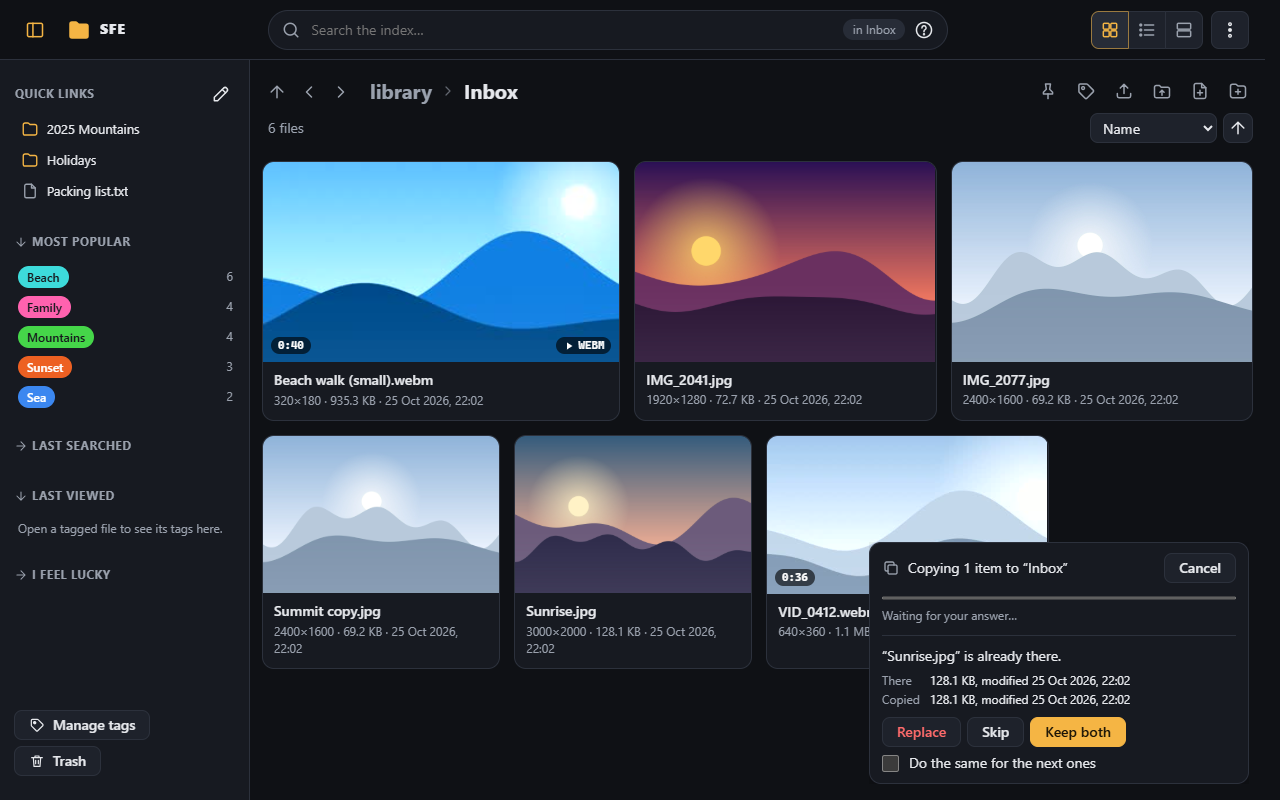 SFE
Search the index...
in Inbox
QUICK LINKS
2025 Mountains
Holidays
Packing list.txt
MOST POPULAR
Beach 6
Family 4
Mountains 4
Sunset 3
Sea 2
LAST SEARCHED
LAST VIEWED
Open a tagged file to see its tags here.
I FEEL LUCKY
Manage tags
Trash
library > Inbox
6 files
Name
0:40
WEBM
Beach walk (small).webm
320×180 · 935.3 KB · 25 Oct 2026, 22:02
IMG_2041.jpg
1920×1280 · 72.7 KB · 25 Oct 2026, 22:02
IMG_2077.jpg
2400×1600 · 69.2 KB · 25 Oct 2026, 22:02
Summit copy.jpg
2400×1600 · 69.2 KB · 25 Oct 2026,
22:02
Sunrise.jpg
3000×2000 · 128.1 KB · 25 Oct 2026,
22:02
0:36
VID_0412.webm
640×360 · 1.1 MB
Copying 1 item to “Inbox”
Cancel
Waiting for your answer...
“Sunrise.jpg” is already there.
There 128.1 KB, modified 25 Oct 2026, 22:02
Copied 128.1 KB, modified 25 Oct 2026, 22:02
Replace
Skip
Keep both
Do the same for the next ones